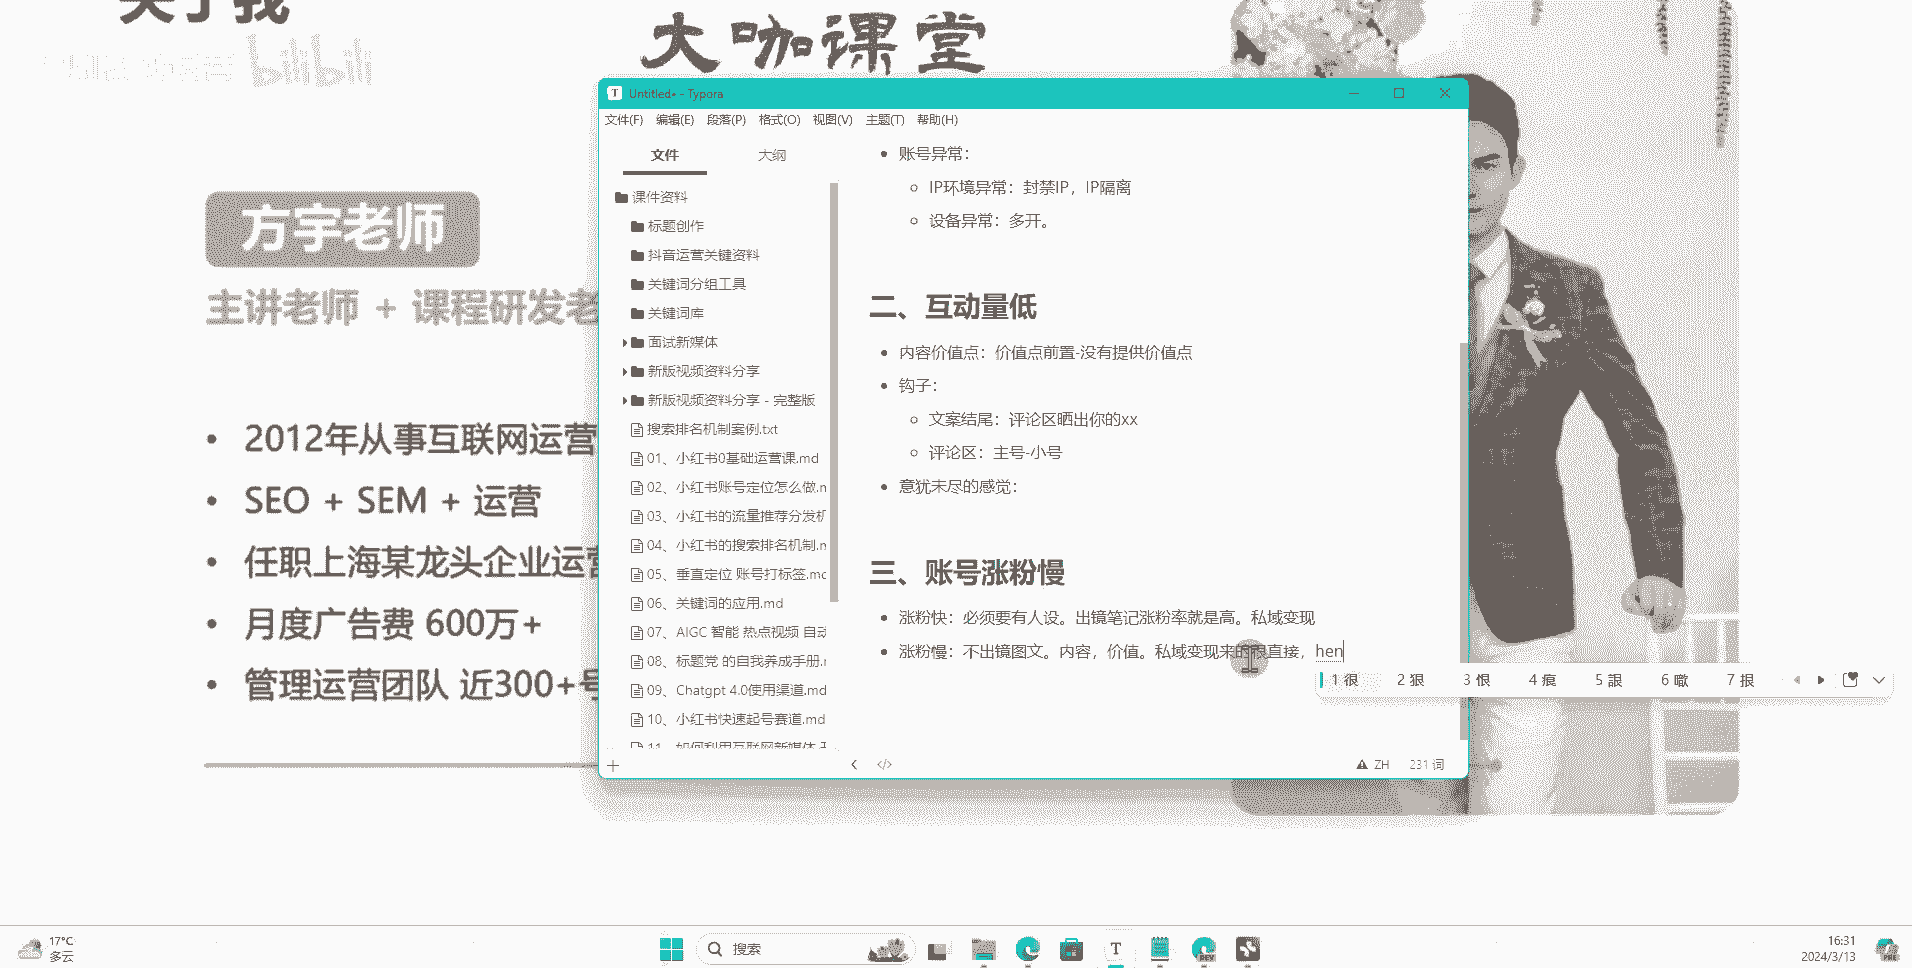 关于我
bilibili
大咖课堂
方宇老师
主讲老师 + 课程研发老
2012年从事互联网运营
SEO + SEM + 运营
任职上海某龙头企业运营
月度广告费 600万+
管理运营团队 近300+号
Untitled• - Typora
文件(F) 编辑(E) 段落(P) 格式(O) 视图(V) 主题(T) 帮助(H)
文件 大纲
课件资料
标题创作
抖音运营关键资料
关键词分组工具
关键词库
面试新媒体
新版视频资料分享
新版视频资料分享 - 完整版
搜索排名机制案例.txt
01、小红书0基础运营课.md
02、小红书账号定位怎么做.m
03、小红书的流量推荐分发机
04、小红书的搜索排名机制.m
05、垂直定位 账号打标签.md
06、关键词的应用.md
07、AIGC 智能 热点视频 自动
08、标题党 的自我养成手册.m
09、Chatgpt 4.0使用渠道.md
10、小红书快速起号赛道.md
11、如何利用互联网新媒体
账号异常：
IP环境异常：封禁IP，IP隔离
设备异常：多开。
二、互动量低
内容价值点：价值点前置-没有提供价值点
钩子：
文案结尾：评论区晒出你的xx
评论区：主号-小号
意犹未尽的感觉：
三、账号涨粉慢
涨粉快：必须要有人设。出镜笔记涨粉率就是高。私域变现
涨粉慢：不出镜图文。内容，价值。私域变现来的很直接，hen
1 很 2 狠 3 恨 4 痕 5 詪 6 噷 7 拫
</> ZH 231 词
17°C
多云
搜索
DEV
16:31
2024/3/13
PRE